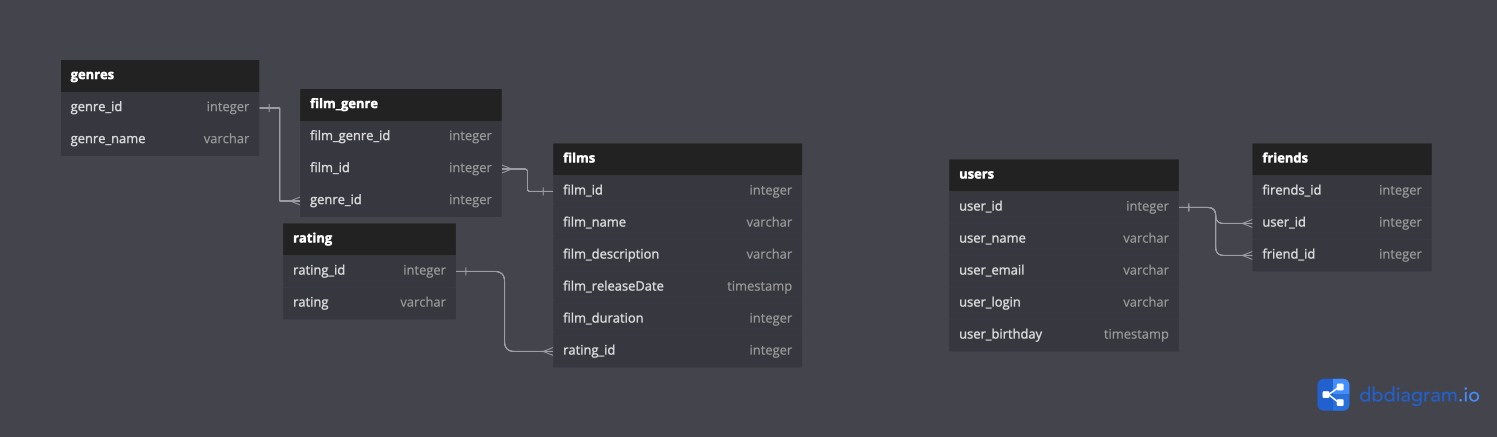 genres
genre_id integer
genre_name varchar
film_genre
film_genre_id integer
film_id integer
genre_id integer
rating
rating_id integer
rating varchar
films
film_id integer
film_name varchar
film_description varchar
film_releaseDate timestamp
film_duration integer
rating_id integer
users
user_id integer
user_name varchar
user_email varchar
user_login varchar
user_birthday timestamp
friends
firends_id integer
user_id integer
friend_id integer
dbdiagram.io